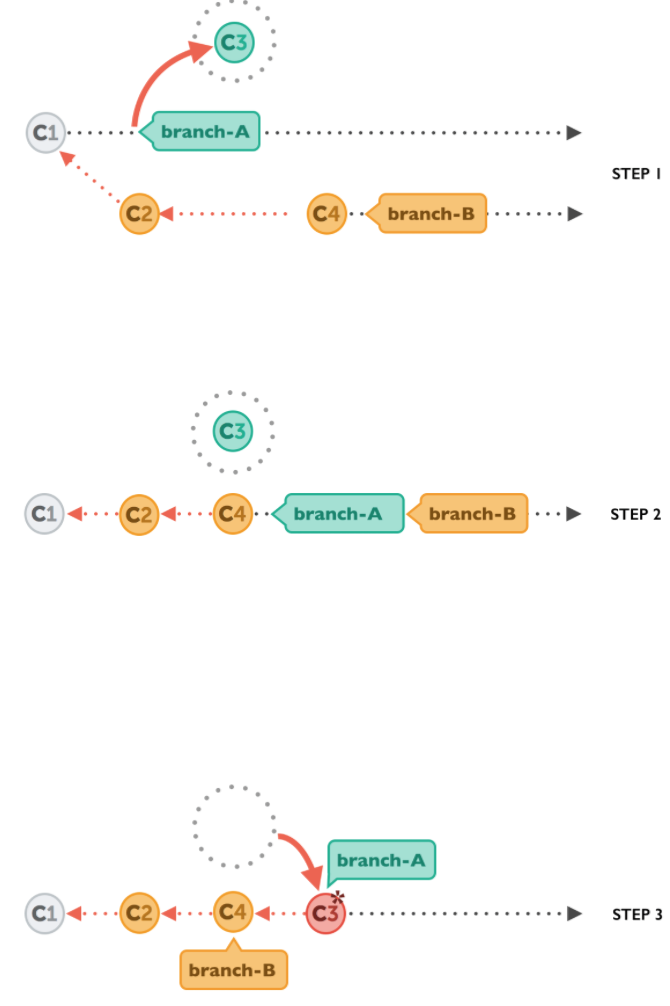 C3
C1
branch-A
STEP 1
C2
C4
branch-B
C3
C1
C2
C4
branch-A
branch-B
STEP 2
branch-A
C1
C2
C4
C3*
STEP 3
branch-B